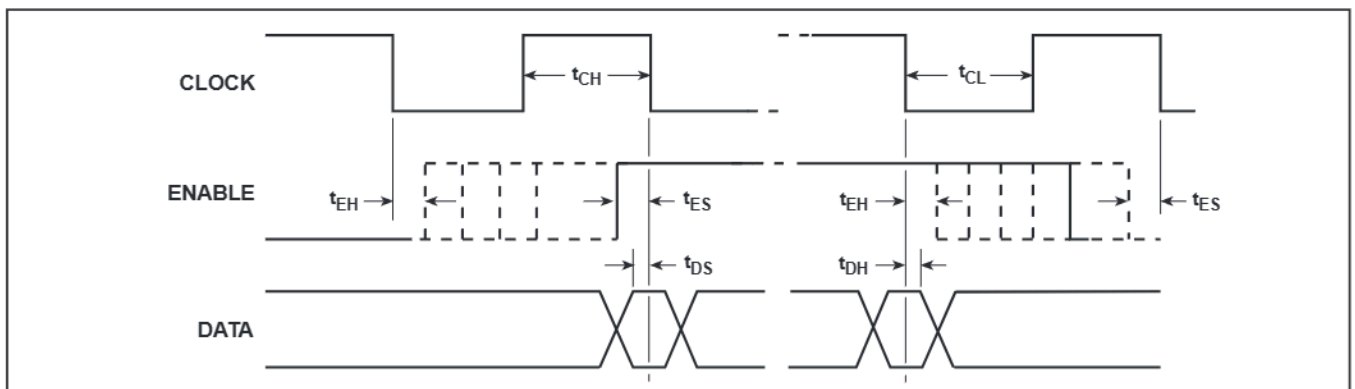 CLOCK
tCH
tCL
ENABLE
tEH
tES
tEH
tES
tDS
tDH
DATA